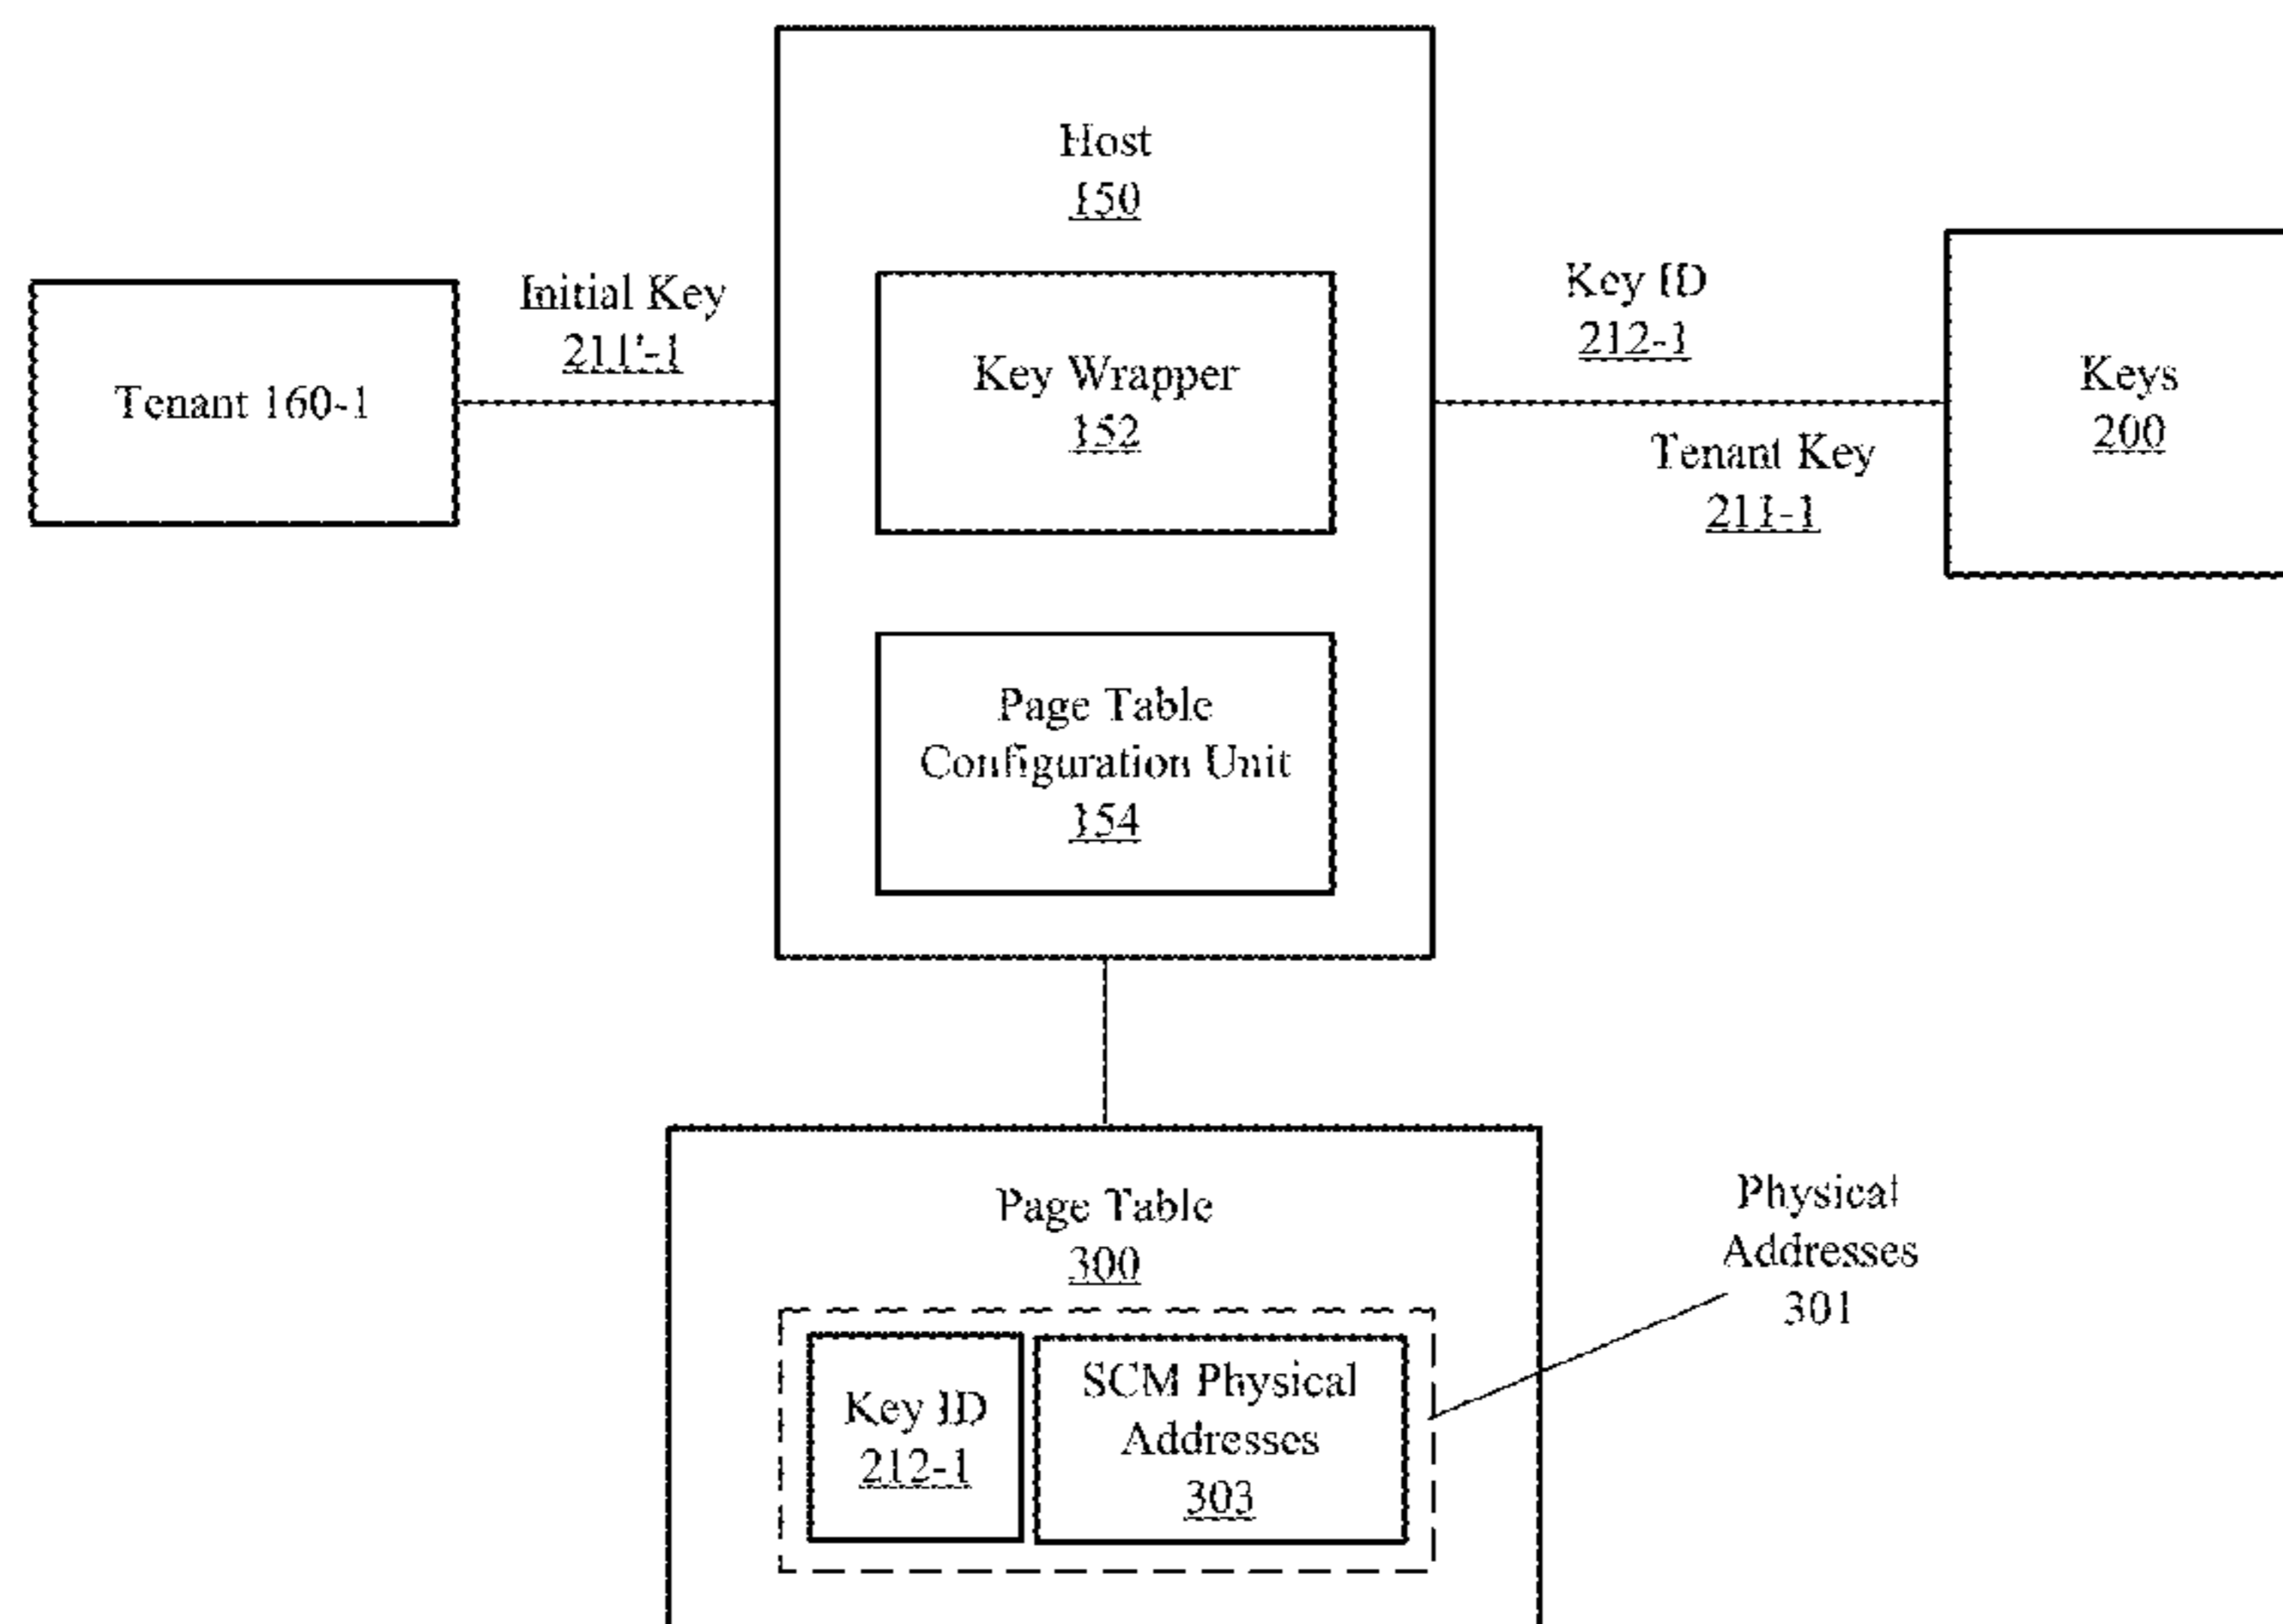 Host
150
Tenant 160-1
Initial Key
211'-1
Key Wrapper
152
Key ID
212-1
Tenant Key
211-1
Keys
200
Page Table
Configuration Unit
154
Page Table
300
Physical
Addresses
301
Key ID
212-1
SCM Physical
Addresses
303